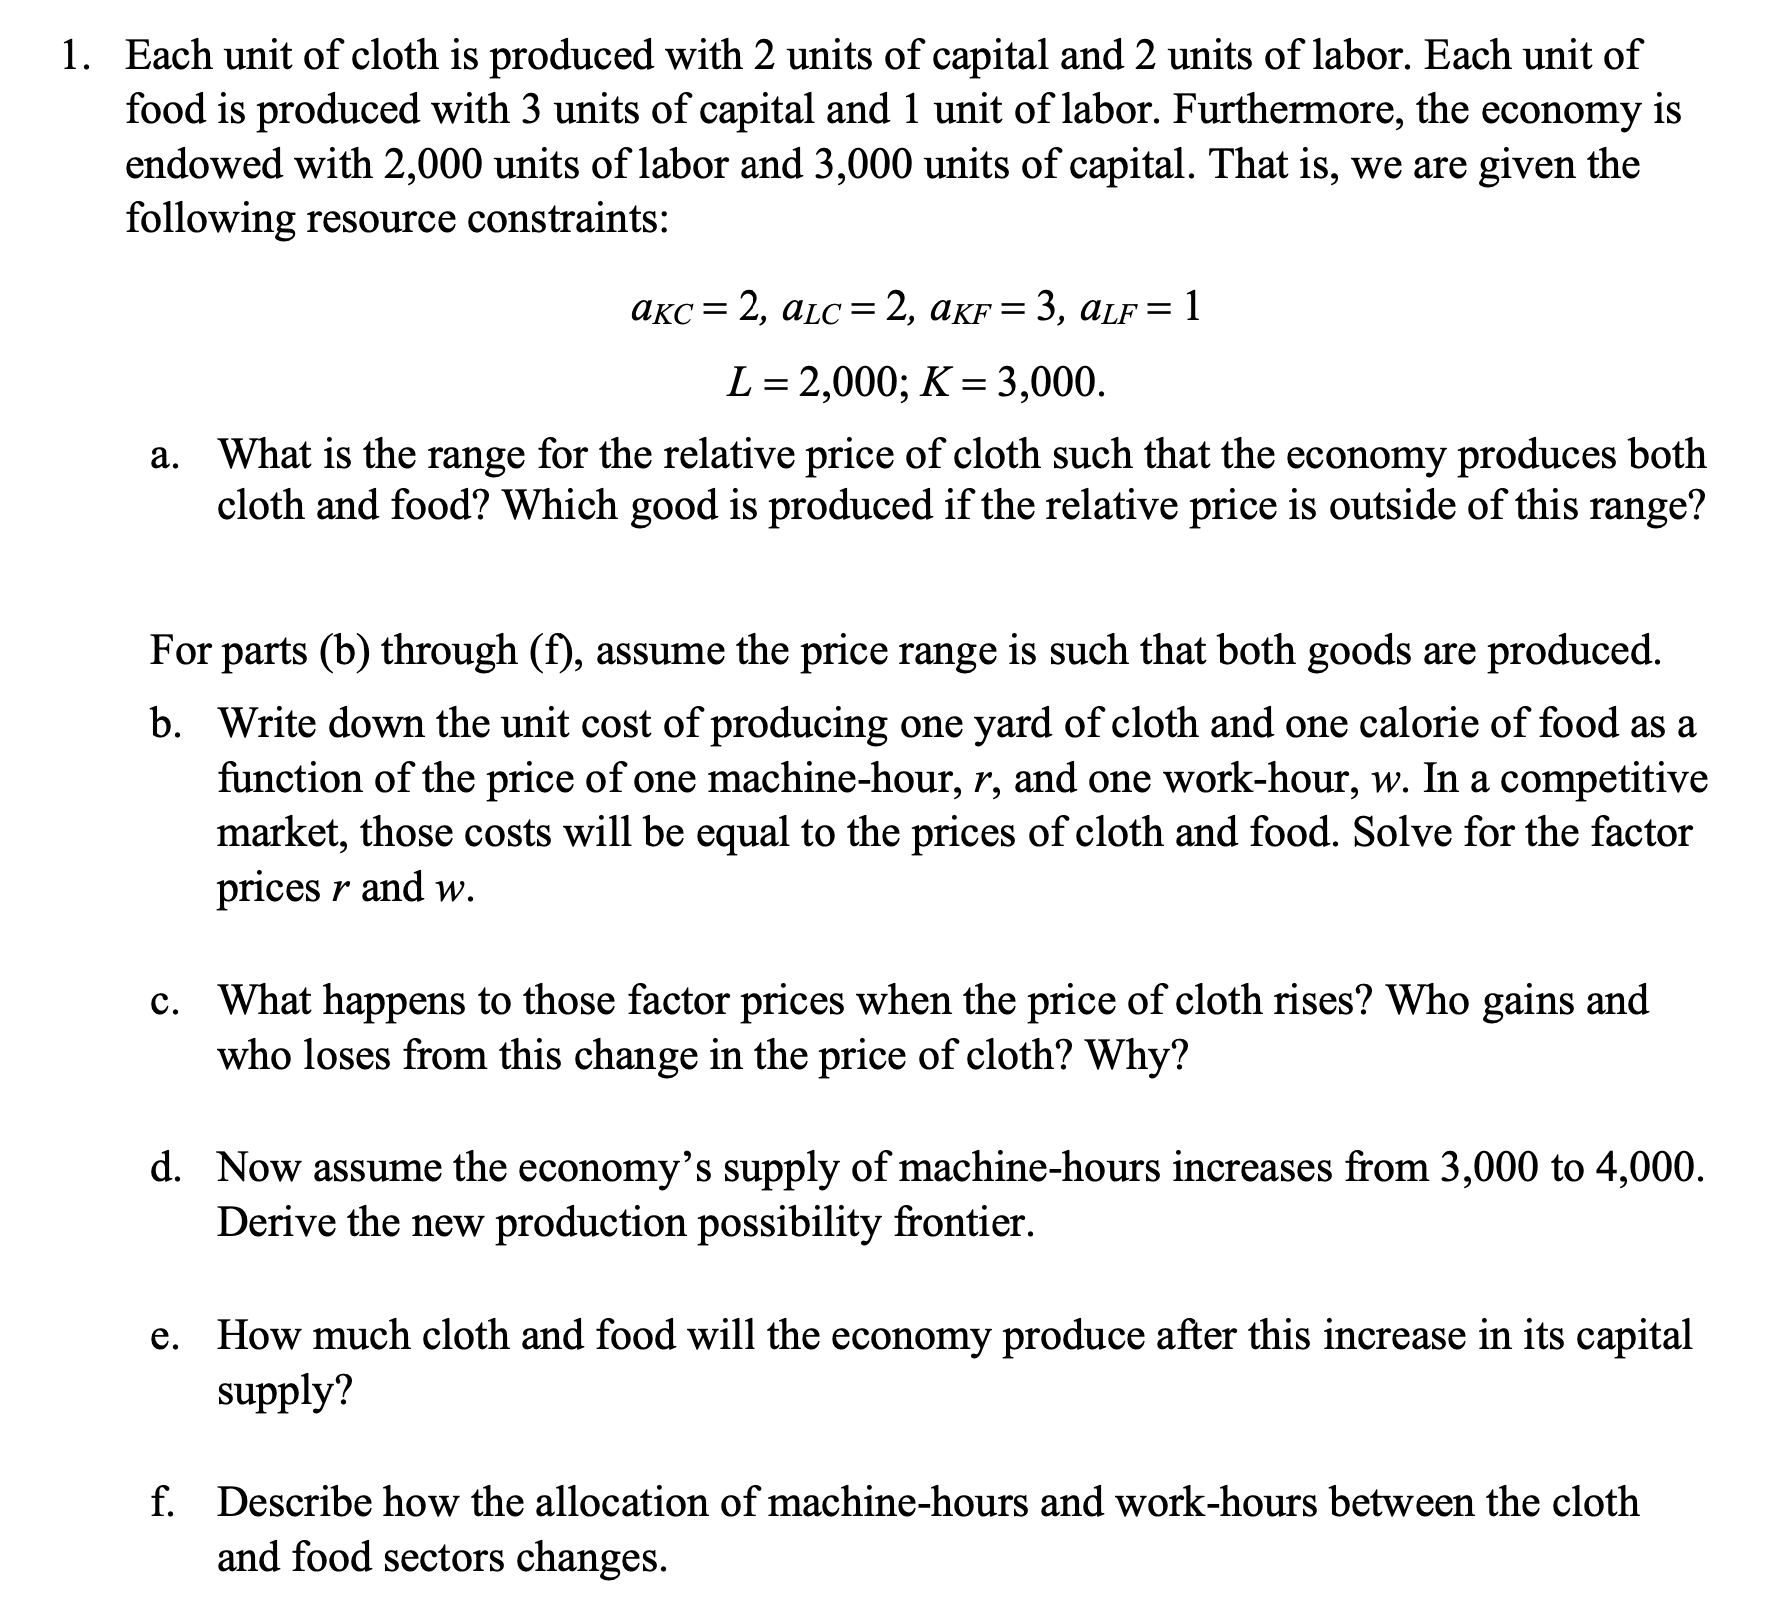 1. Each unit of cloth is produced with 2 units of capital and 2 units of labor. Each unit of
food is produced with 3 units of capital and 1 unit of labor. Furthermore, the economy is
endowed with 2,000 units of labor and 3,000 units of capital. That is, we are given the
following resource constraints:
aKC = 2, aLC = 2, aKF = 3, aLF = 1
L = 2,000; K = 3,000.
a. What is the range for the relative price of cloth such that the economy produces both
cloth and food? Which good is produced if the relative price is outside of this range?
For parts (b) through (f), assume the price range is such that both goods are produced.
b. Write down the unit cost of producing one yard of cloth and one calorie of food as a
function of the price of one machine-hour, r, and one work-hour, w. In a competitive
market, those costs will be equal to the prices of cloth and food. Solve for the factor
prices r and w.
c. What happens to those factor prices when the price of cloth rises? Who gains and
who loses from this change in the price of cloth? Why?
d. Now assume the economy’s supply of machine-hours increases from 3,000 to 4,000.
Derive the new production possibility frontier.
e. How much cloth and food will the economy produce after this increase in its capital
supply?
f. Describe how the allocation of machine-hours and work-hours between the cloth
and food sectors changes.